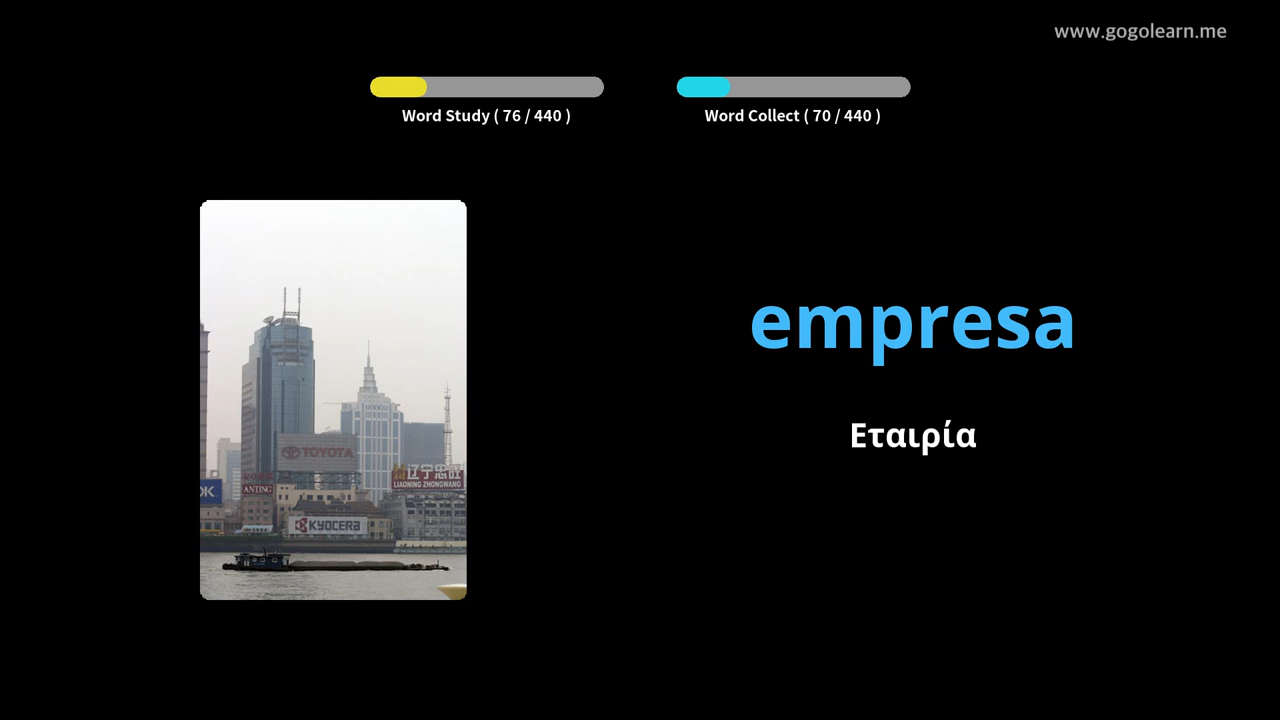 www.gogolearn.me
Word Study ( 76 / 440 )
Word Collect ( 70 / 440 )
empresa
Εταιρία
TOYOTA
辽宁忠旺
LIAONING ZHONGWANG
OK
ANTING
KYOCERA